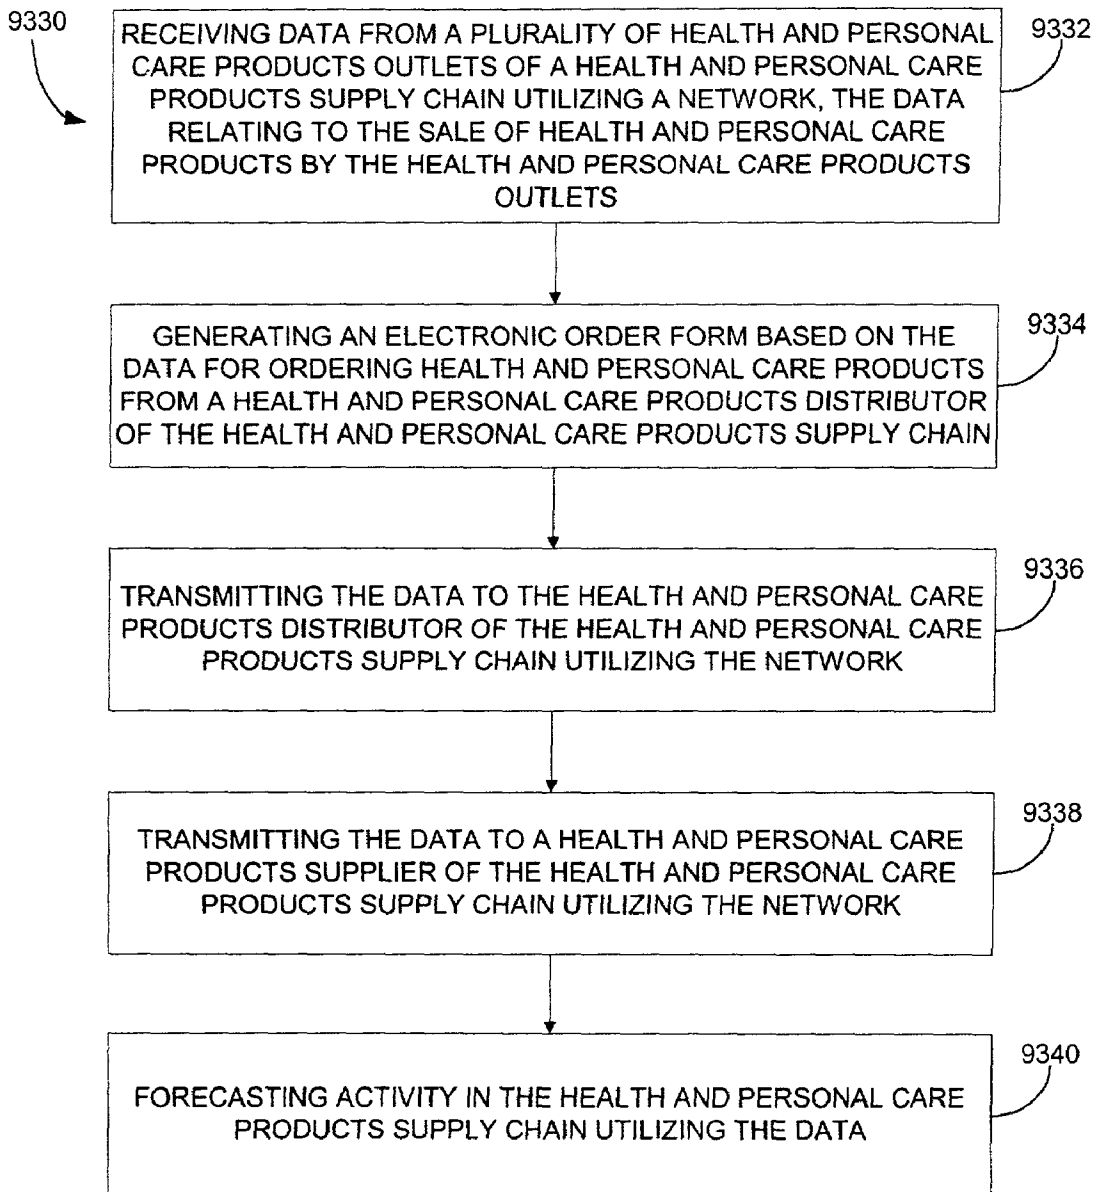 9330
RECEIVING DATA FROM A PLURALITY OF HEALTH AND PERSONAL
CARE PRODUCTS OUTLETS OF A HEALTH AND PERSONAL CARE
PRODUCTS SUPPLY CHAIN UTILIZING A NETWORK, THE DATA
RELATING TO THE SALE OF HEALTH AND PERSONAL CARE
PRODUCTS BY THE HEALTH AND PERSONAL CARE PRODUCTS
OUTLETS
9332
GENERATING AN ELECTRONIC ORDER FORM BASED ON THE
DATA FOR ORDERING HEALTH AND PERSONAL CARE PRODUCTS
FROM A HEALTH AND PERSONAL CARE PRODUCTS DISTRIBUTOR
OF THE HEALTH AND PERSONAL CARE PRODUCTS SUPPLY CHAIN
9334
TRANSMITTING THE DATA TO THE HEALTH AND PERSONAL CARE
PRODUCTS DISTRIBUTOR OF THE HEALTH AND PERSONAL CARE
PRODUCTS SUPPLY CHAIN UTILIZING THE NETWORK
9336
TRANSMITTING THE DATA TO A HEALTH AND PERSONAL CARE
PRODUCTS SUPPLIER OF THE HEALTH AND PERSONAL CARE
PRODUCTS SUPPLY CHAIN UTILIZING THE NETWORK
9338
FORECASTING ACTIVITY IN THE HEALTH AND PERSONAL CARE
PRODUCTS SUPPLY CHAIN UTILIZING THE DATA
9340